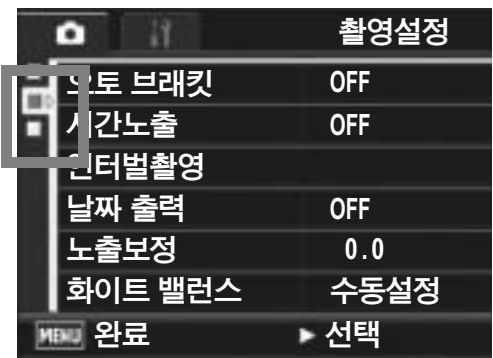 촬영설정
오토 브래킷 OFF
시간노출 OFF
인터벌촬영
날짜 출력 OFF
노출보정 0.0
화이트 밸런스 수동설정
MENU 완료 ▶ 선택